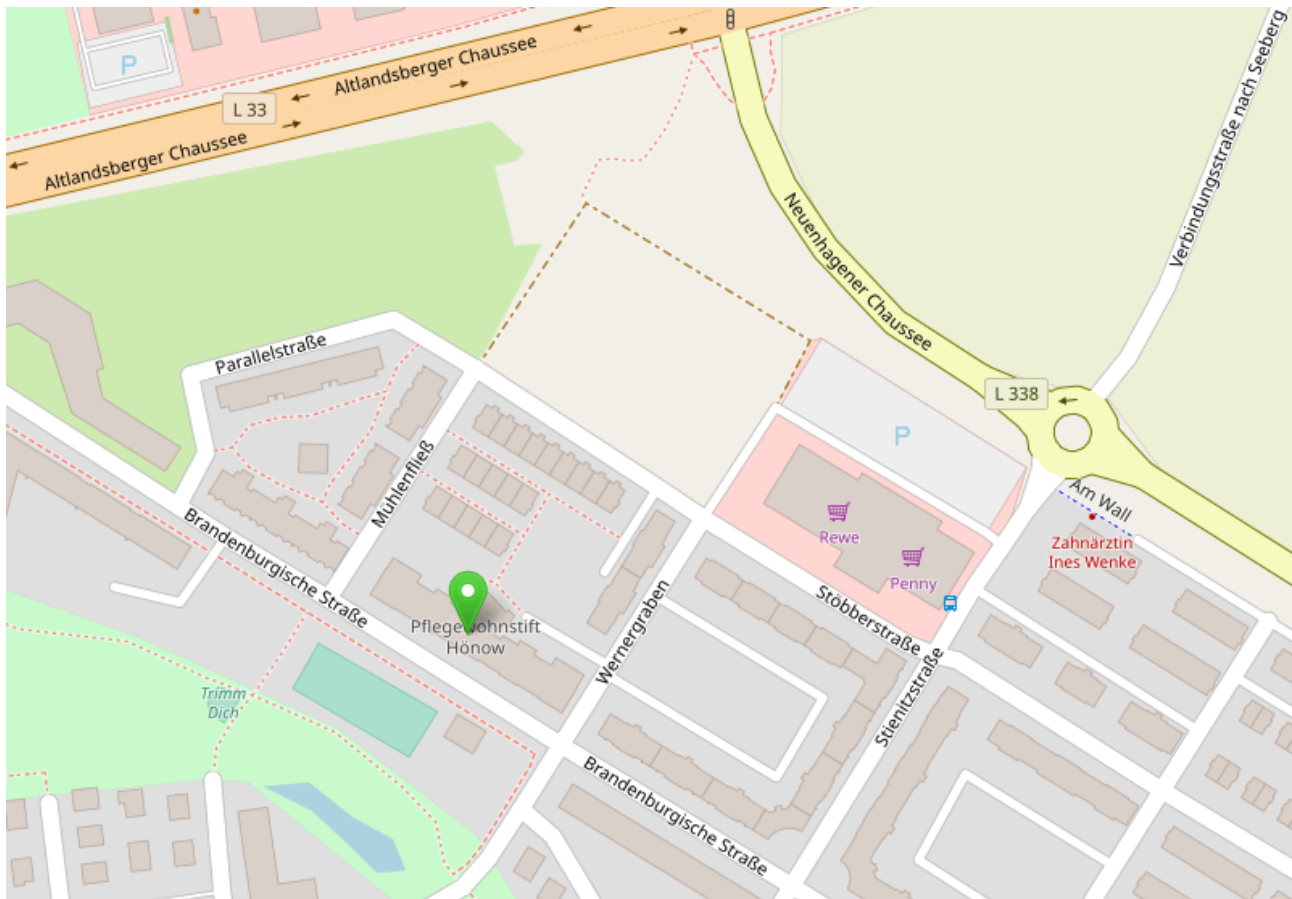 P
L 33
Altlandsberger Chaussee
Altlandsberger Chaussee
Verbindungsstraße nach Seeberg
Neuenhagener Chaussee
Parallelstraße
L 338
P
Mühlenfließ
Am Wall
Rewe
Zahnärztin
Ines Wenke
Penny
Brandenburgische Straße
Stöbberstraße
Pflegewohnstift
Hönow
Wernergraben
Stienitzstraße
Trimm
Dich
Brandenburgische Straße